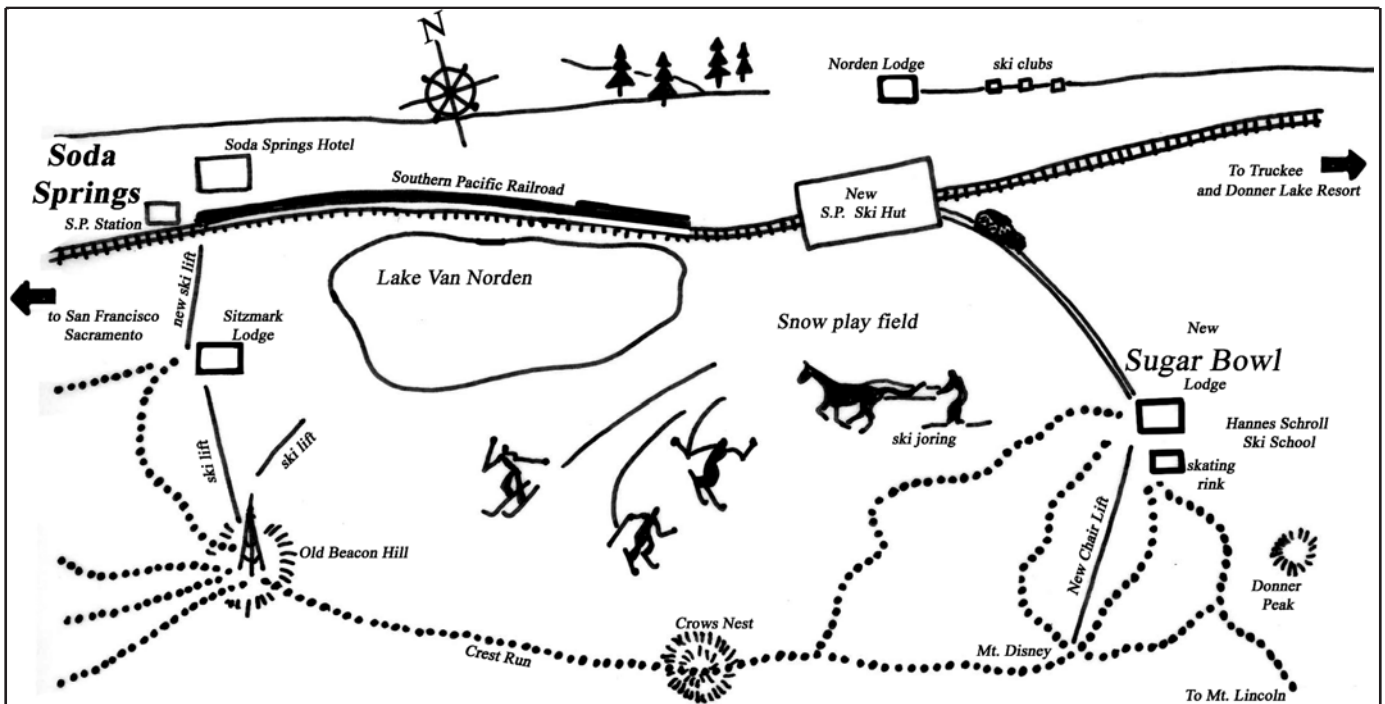 N
Norden Lodge
ski clubs
Soda
Springs
Soda Springs Hotel
S.P. Station
Southern Pacific Railroad
New
S.P. Ski Hut
To Truckee
and Donner Lake Resort
new ski lift
Lake Van Norden
to San Francisco
Sacramento
Sitzmark
Lodge
Snow play field
New
Sugar Bowl
Lodge
Hannes Schroll
Ski School
ski joring
skating
rink
ski lift
ski lift
New Chair Lift
Old Beacon Hill
Donner
Peak
Crows Nest
Crest Run
Mt. Disney
To Mt. Lincoln